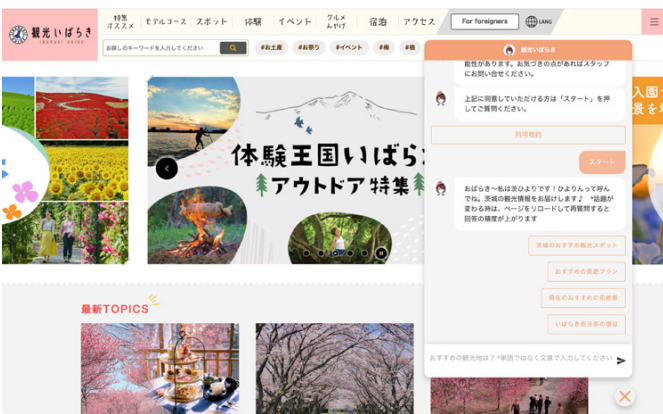 観光いばらき
IBARAKI GUIDE
特集
オススメ
モデルコース
スポット
体験
イベント
グルメ
みやげ
宿泊
アクセス
For foreigners
LANG
お探しのキーワードを入力してください
#お土産
#お祭り
#イベント
#梅
#桃
体験王国いばら
アウトドア特集
入園
景を
最新TOPICS
観光いばらき
能性があります。お気づきの点があればスタッフ
にお問い合せください。
上記に同意していただける方は「スタート」を押
してご質問ください。
利用規約
スタート
おばらき〜私は茨ひよりです！ひよりんって呼ん
でね。茨城の観光情報をお届けします♪ *話題が
変わる時は、ページをリロードして再質問すると
回答の精度が上がります
茨城のおすすめ観光スポット
おすすめの周遊プラン
現在のおすすめの花絶景
おすすめの観光地は？ *単語ではなく文章で入力してください